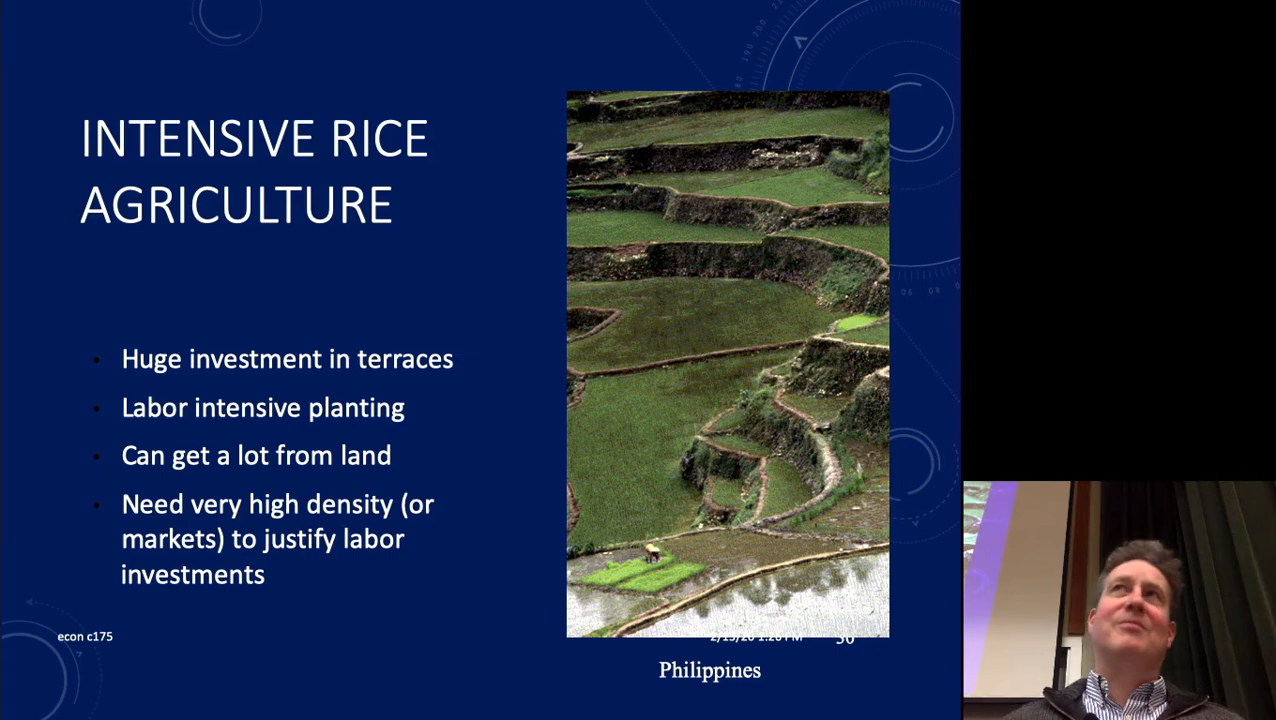 INTENSIVE RICE
AGRICULTURE
Huge investment in terraces
Labor intensive planting
Can get a lot from land
Need very high density (or
markets) to justify labor
investments
econ c175
Philippines